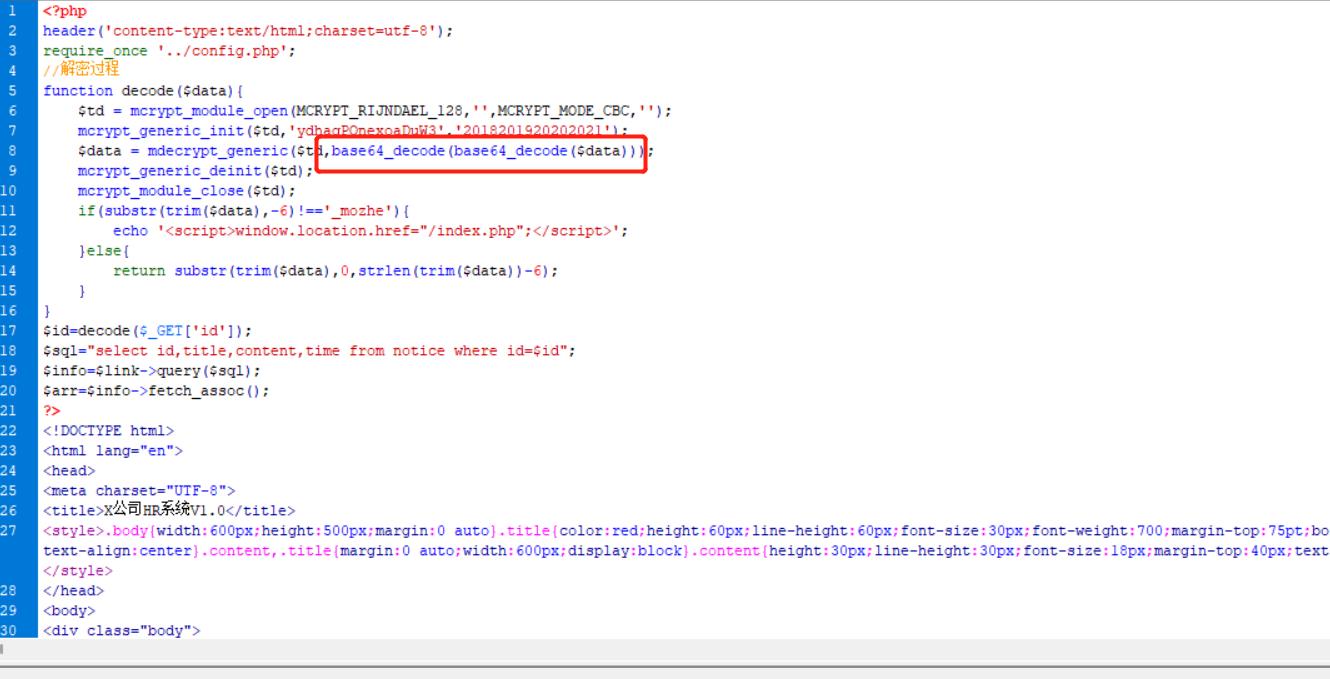 1 <?php
2 header('content-type:text/html;charset=utf-8');
3 require_once '../config.php';
4 //解密过程
5 function decode($data){
6 $td = mcrypt_module_open(MCRYPT_RIJNDAEL_128,'',MCRYPT_MODE_CBC,'');
7 mcrypt_generic_init($td,'ydhaqPQnexoaDuW3','2018201920202021');
8 $data = mdecrypt_generic($td,base64_decode(base64_decode($data)));
9 mcrypt_generic_deinit($td);
10 mcrypt_module_close($td);
11 if(substr(trim($data),-6)!=='_mozhe'){
12 echo '<script>window.location.href="/index.php";</script>';
13 }else{
14 return substr(trim($data),0,strlen(trim($data))-6);
15 }
16 }
17 $id=decode($_GET['id']);
18 $sql="select id,title,content,time from notice where id=$id";
19 $info=$link->query($sql);
20 $arr=$info->fetch_assoc();
21 ?>
22 <!DOCTYPE html>
23 <html lang="en">
24 <head>
25 <meta charset="UTF-8">
26 <title>X公司HR系统V1.0</title>
27 <style>.body{width:600px;height:500px;margin:0 auto}.title{color:red;height:60px;line-height:60px;font-size:30px;font-weight:700;margin-top:75pt;bo
text-align:center}.content,.title{margin:0 auto;width:600px;display:block}.content{height:30px;line-height:30px;font-size:18px;margin-top:40px;text
</style>
28 </head>
29 <body>
30 <div class="body">